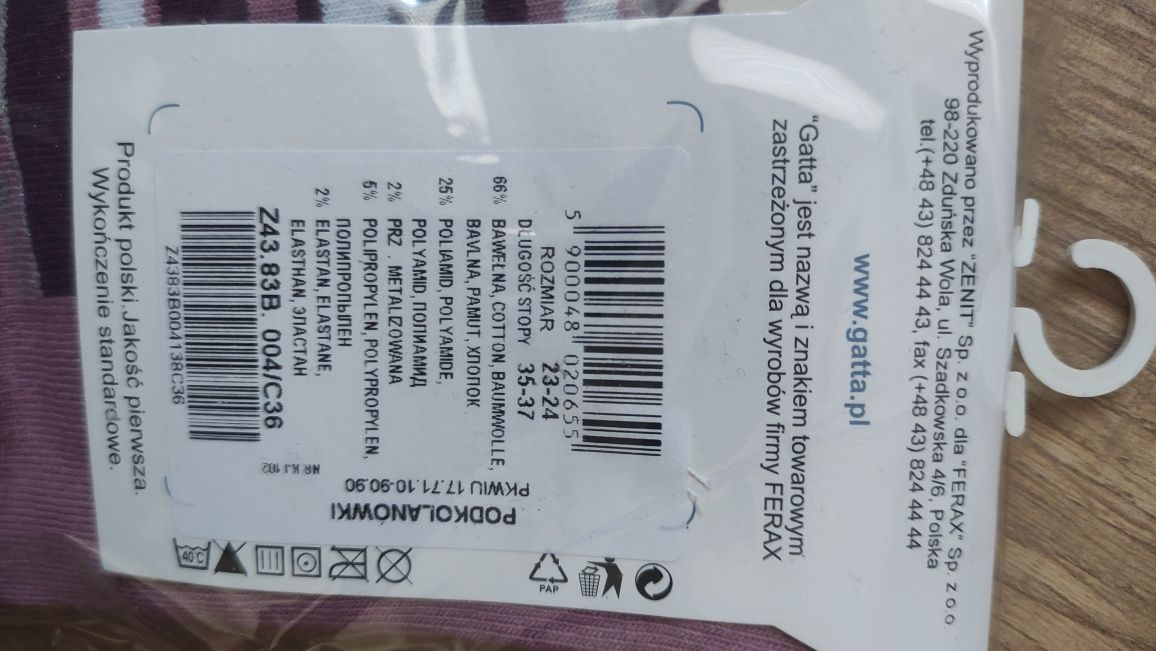 Wyprodukowano przez "ZENIT" Sp. z o.o. dla "FERAX" Sp. z o.o
98-220 Zduńska Wola, ul. Szadkowska 4/6, Polska
tel.(+48 43) 824 44 43, fax (+48 43) 824 44 44
www.gatta.pl
"Gatta" jest nazwą i znakiem towarowym
zastrzeżonym dla wyrobów firmy FERAX
5 900048 020655
ROZMIAR 23-24
DŁUGOŚĆ STOPY 35-37
66% BAWEŁNA, COTTON, BAUMWOLLE,
BAVLNA, PAMUT, ХЛОПОК
25% POLIAMID, POLYAMIDE,
POLYAMID, ПОЛИАМИД
2% PRZ . METALIZOWANA
5% POLIPROPYLEN, POLYPROPYLEN,
ПОЛИПРОПЫЛЕН
2% ELASTAN, ELASTANE,
ELASTHAN, ЭЛАСТАН
Z43.83B. 004/C36
Z4383B004138C36
PODKOLANÓWKI
PKWIU 17.71.10-90.90
NR KJ 102
40 C
PAP
Produkt polski.Jakość pierwsza.
Wykończenie standardowe.